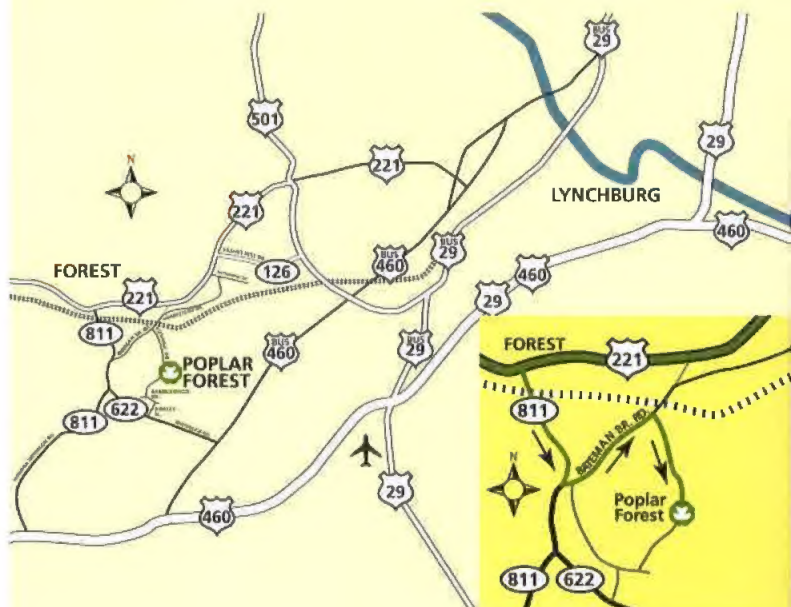 BUS
29
501
29
221
N
LYNCHBURG
221
BUS
29
460
BUS
460
FOREST
126
460
221
29
811
BUS
29
BUS
460
POPLAR
FOREST
FOREST
221
622
811
811
BATEMAN BR. RD.
N
29
Poplar
Forest
460
811
622